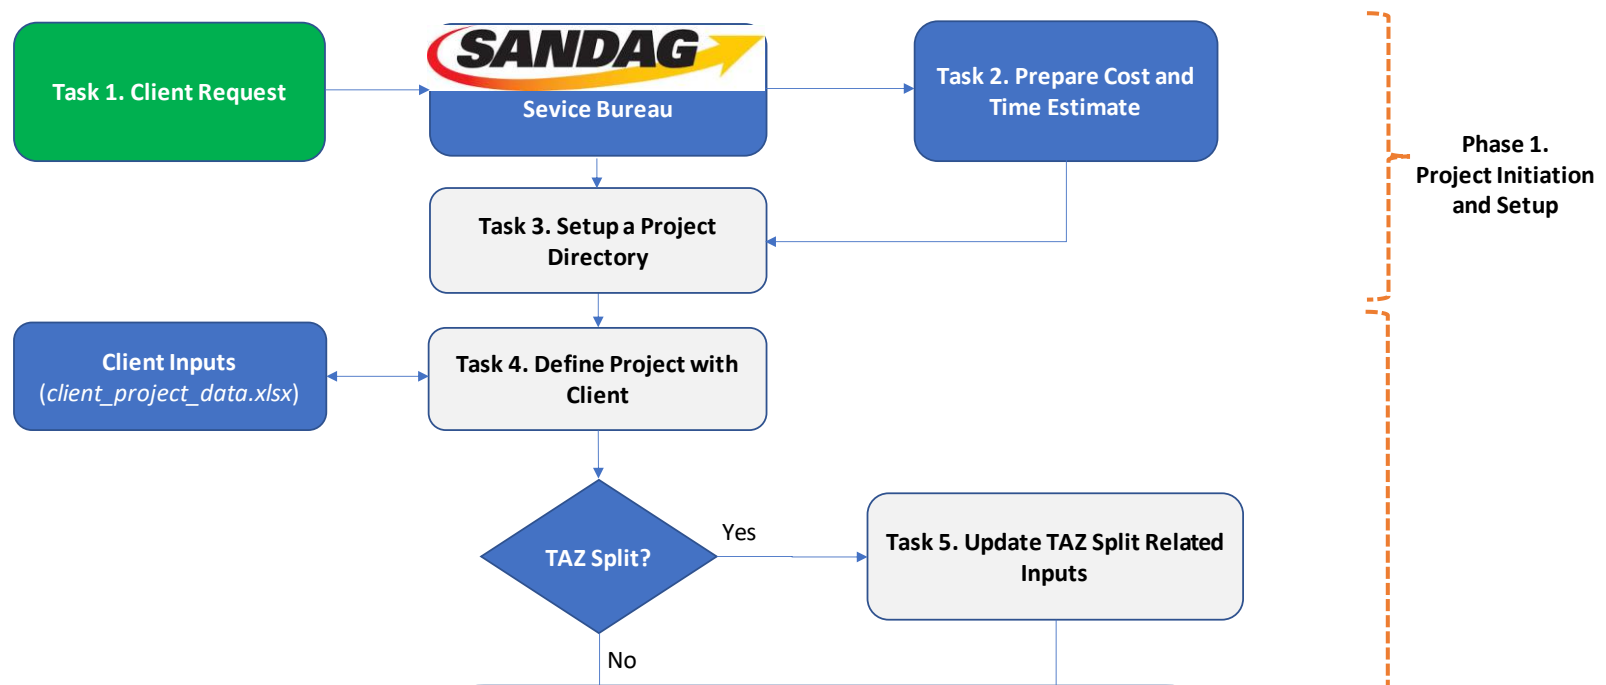 Task 1. Client Request
SANDAG
Sevice Bureau
Task 2. Prepare Cost and
Time Estimate
Phase 1.
Project Initiation
and Setup
Task 3. Setup a Project
Directory
Client Inputs
(client_project_data.xlsx)
Task 4. Define Project with
Client
TAZ Split?
Yes
Task 5. Update TAZ Split Related
Inputs
No